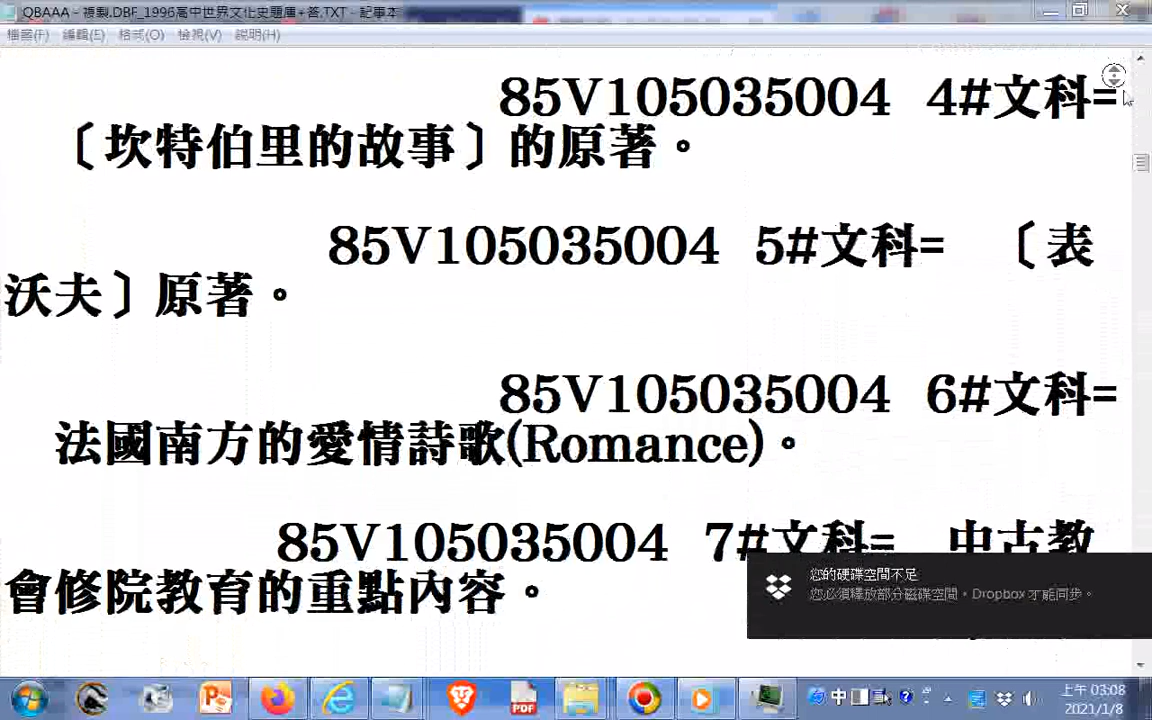 QBAAA - 複製.DBF_1996高中世界文化史題庫+答.TXT - 記事本
檔案(F) 編輯(E) 格式(O) 檢視(V) 說明(H)
85V105035004 4#文科=
〔坎特伯里的故事〕的原著。
85V105035004 5#文科= 〔表
沃夫〕原著。
85V105035004 6#文科=
法國南方的愛情詩歌(Romance)。
85V105035004 7#文科= 中古教
會修院教育的重點內容。
您的硬碟空間不足
您必須釋放部分磁碟空間，Dropbox 才能同步。
PDF
中
上午 03:08
2021/1/8